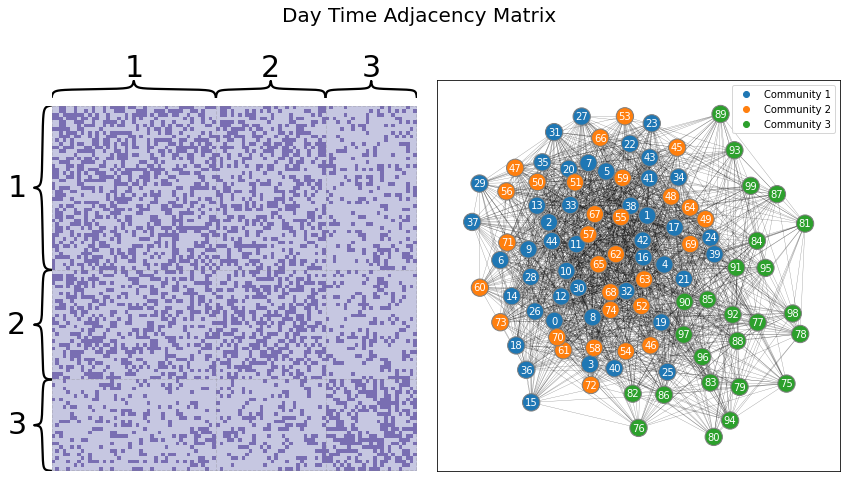 Day Time Adjacency Matrix
1 2 3
1
2
3
Community 1
Community 2
Community 3
27 53 23 89
31 66 22 93
35 20 7 5 43 45
47 50 51 59 41 34 99
29 56 48 87
13 33 67 55 38 1 64 49
37 2 17 81
71 9 44 11 57 42 69 24 84
6 62 16 39
28 10 65 4 91 95
60 14 12 30 68 32 63 21 90 85
26 74 52 98
73 0 8 19 92 77
18 70 61 58 54 46 97 88 78
36 3 40 25 96
72 83 79 75
15 82 86
76 80 94